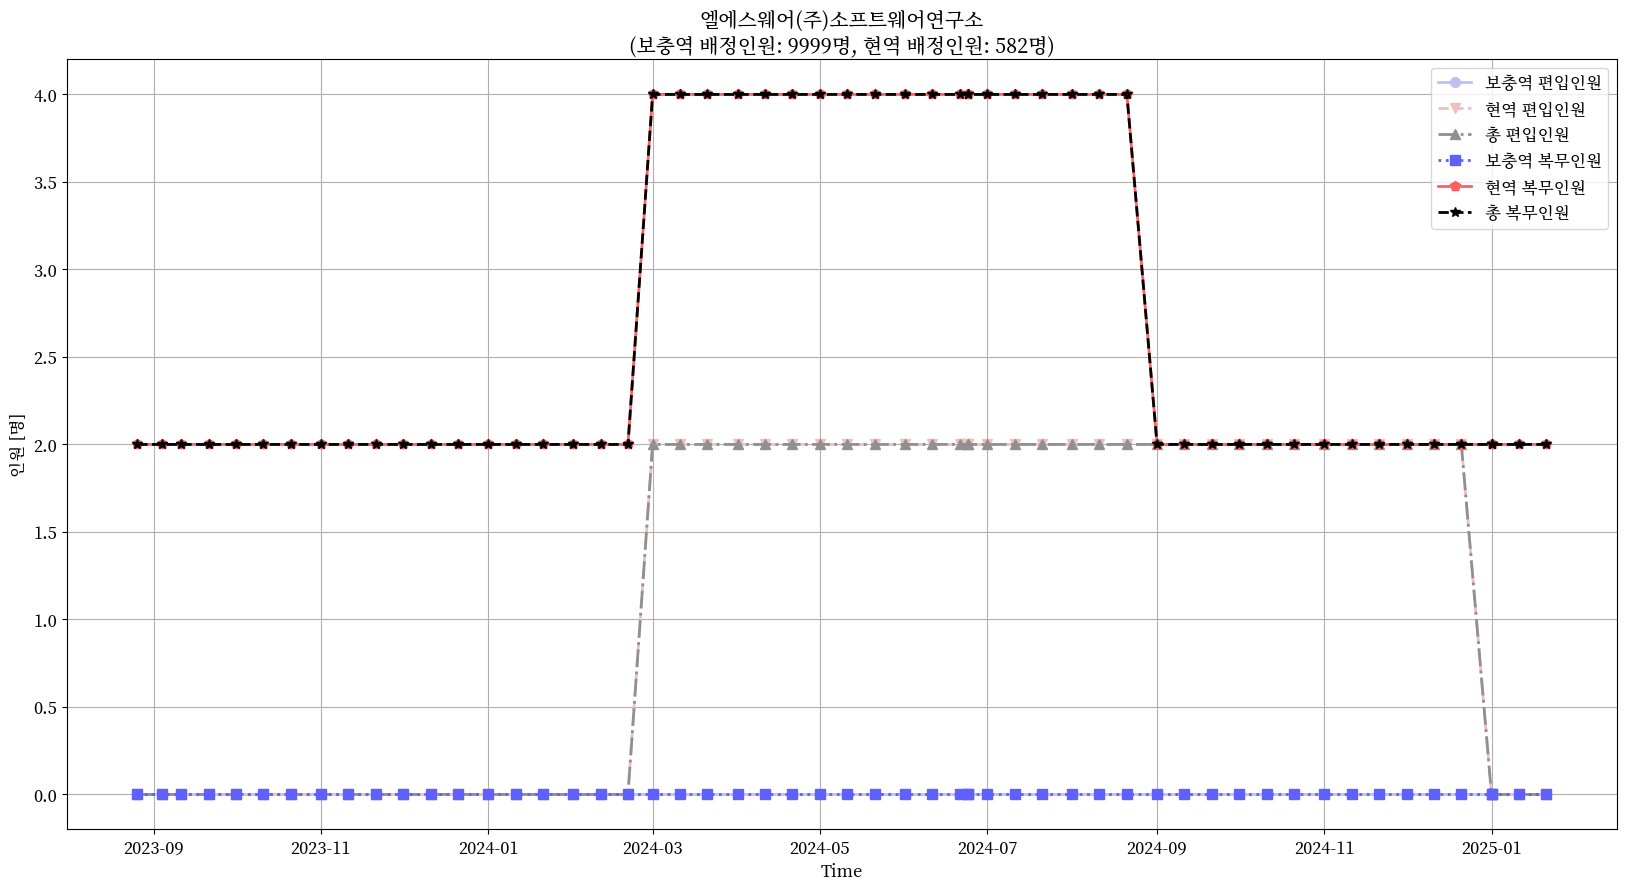 엘에스웨어(주)소프트웨어연구소
(보충역 배정인원: 9999명, 현역 배정인원: 582명)
보충역 편입인원
현역 편입인원
총 편입인원
보충역 복무인원
현역 복무인원
총 복무인원
4.0
3.5
3.0
2.5
2.0
1.5
1.0
0.5
0.0
인원 [명]
2023-09
2023-11
2024-01
2024-03
2024-05
2024-07
2024-09
2024-11
2025-01
Time